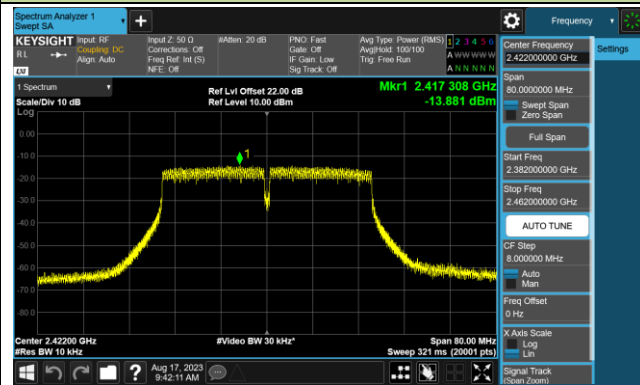 Spectrum Analyzer 1
Swept SA
Frequency
KEYSIGHT
RL
LXI
Input: RF
Coupling: DC
Align: Auto
Input Z: 50 Ω
Corrections: Off
Freq Ref: Int (S)
NFE: Off
#Atten: 20 dB
PNO: Fast
Gate: Off
IF Gain: Low
Sig Track: Off
Avg Type: Power (RMS)
Avg|Hold: 100/100
Trig: Free Run
1 2 3 4 5 6
A W W W W W
A N N N N N
1 Spectrum
Scale/Div 10 dB
Ref Lvl Offset 22.00 dB
Ref Level 10.00 dBm
Mkr1 2.417 308 GHz
-13.881 dBm
Log
0.00
-10.0
-20.0
-30.0
-40.0
-50.0
-60.0
-70.0
-80.0
1
Center 2.42200 GHz
#Res BW 10 kHz
#Video BW 30 kHz*
Span 80.00 MHz
Sweep 321 ms (20001 pts)
Aug 17, 2023
9:42:11 AM
Settings
Center Frequency
2.422000000 GHz
Span
80.0000000 MHz
Swept Span
Zero Span
Full Span
Start Freq
2.382000000 GHz
Stop Freq
2.462000000 GHz
AUTO TUNE
CF Step
8.000000 MHz
Auto
Man
Freq Offset
0 Hz
X Axis Scale
Log
Lin
Signal Track
(Span Zoom)